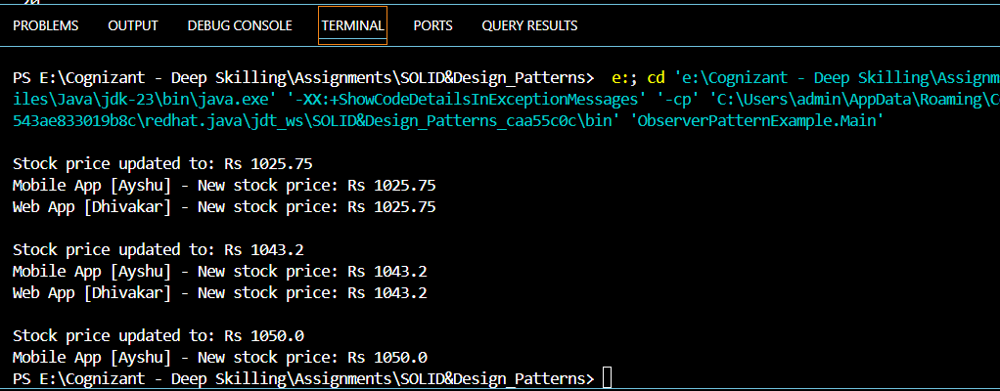 PROBLEMS OUTPUT DEBUG CONSOLE TERMINAL PORTS QUERY RESULTS
PS E:\Cognizant - Deep Skilling\Assignments\SOLID&Design_Patterns>  e:; cd 'e:\Cognizant - Deep Skilling\Assignm
iles\Java\jdk-23\bin\java.exe' '-XX:+ShowCodeDetailsInExceptionMessages' '-cp' 'C:\Users\admin\AppData\Roaming\C
543ae833019b8c\redhat.java\jdt_ws\SOLID&Design_Patterns_caa55c0c\bin' 'ObserverPatternExample.Main'
Stock price updated to: Rs 1025.75
Mobile App [Ayshu] - New stock price: Rs 1025.75
Web App [Dhivakar] - New stock price: Rs 1025.75
Stock price updated to: Rs 1043.2
Mobile App [Ayshu] - New stock price: Rs 1043.2
Web App [Dhivakar] - New stock price: Rs 1043.2
Stock price updated to: Rs 1050.0
Mobile App [Ayshu] - New stock price: Rs 1050.0
PS E:\Cognizant - Deep Skilling\Assignments\SOLID&Design_Patterns>